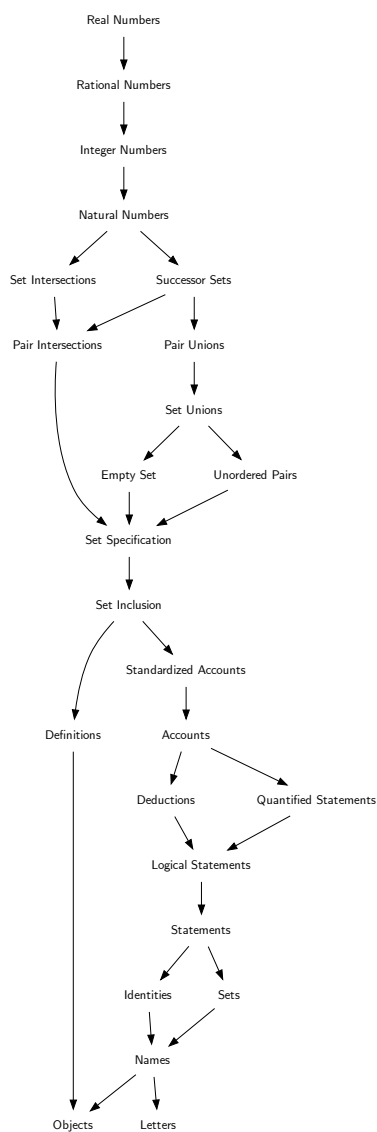 Real Numbers
Rational Numbers
Integer Numbers
Natural Numbers
Set Intersections
Successor Sets
Pair Intersections
Pair Unions
Set Unions
Empty Set
Unordered Pairs
Set Specification
Set Inclusion
Standardized Accounts
Definitions
Accounts
Deductions
Quantified Statements
Logical Statements
Statements
Identities
Sets
Names
Objects
Letters